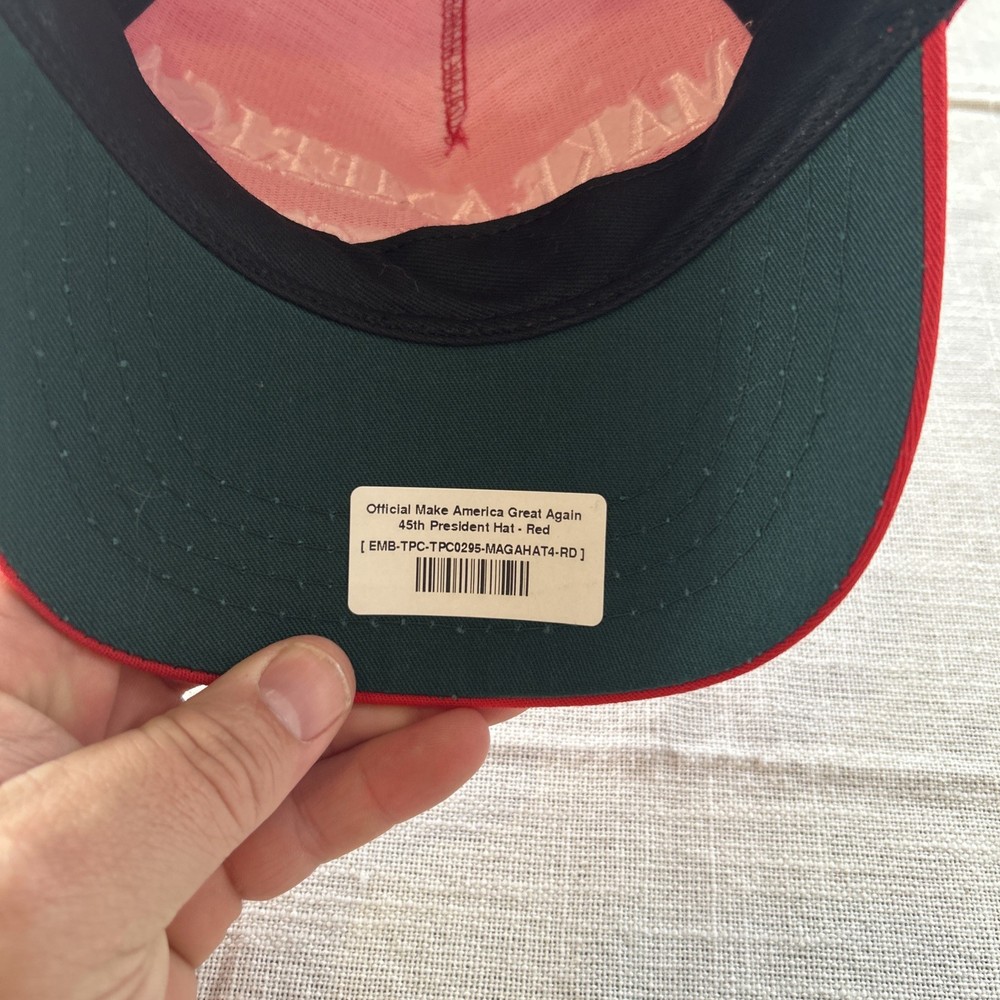 Official Make America Great Again
45th President Hat - Red
[ EMB-TPC-TPC0295-MAGAHAT4-RD ]